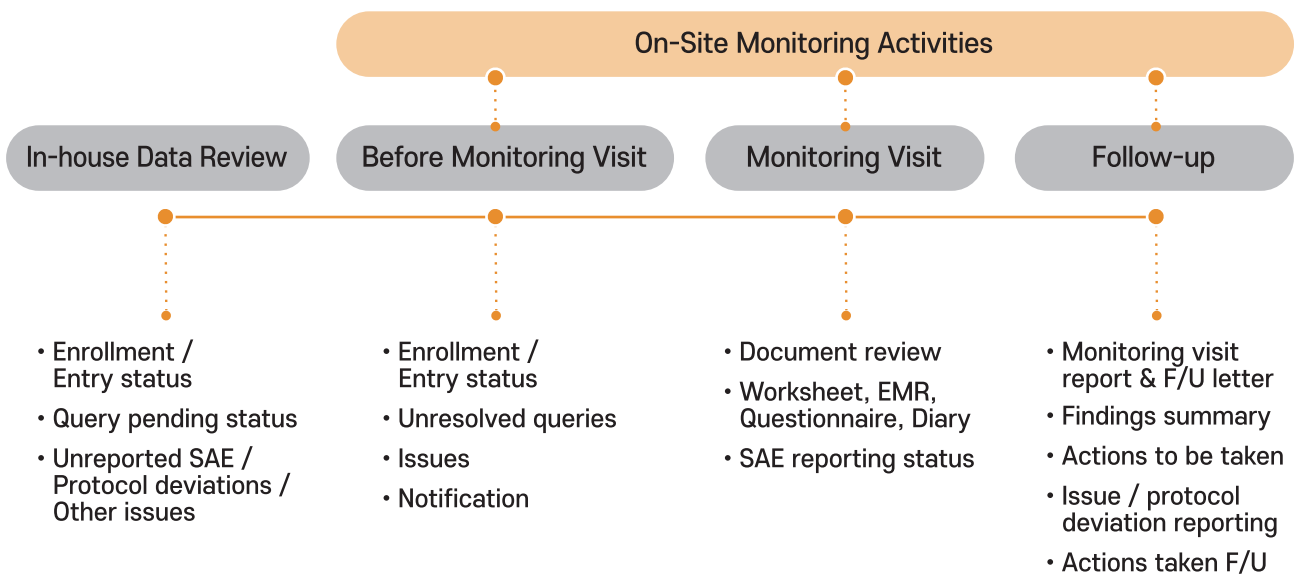 On-Site Monitoring Activities
In-house Data Review
Before Monitoring Visit
Monitoring Visit
Follow-up
• Enrollment /
Entry status
• Query pending status
• Unreported SAE /
Protocol deviations /
Other issues
• Enrollment /
Entry status
• Unresolved queries
• Issues
• Notification
• Document review
• Worksheet, EMR,
Questionnaire, Diary
• SAE reporting status
• Monitoring visit
report & F/U letter
• Findings summary
• Actions to be taken
• Issue / protocol
deviation reporting
• Actions taken F/U